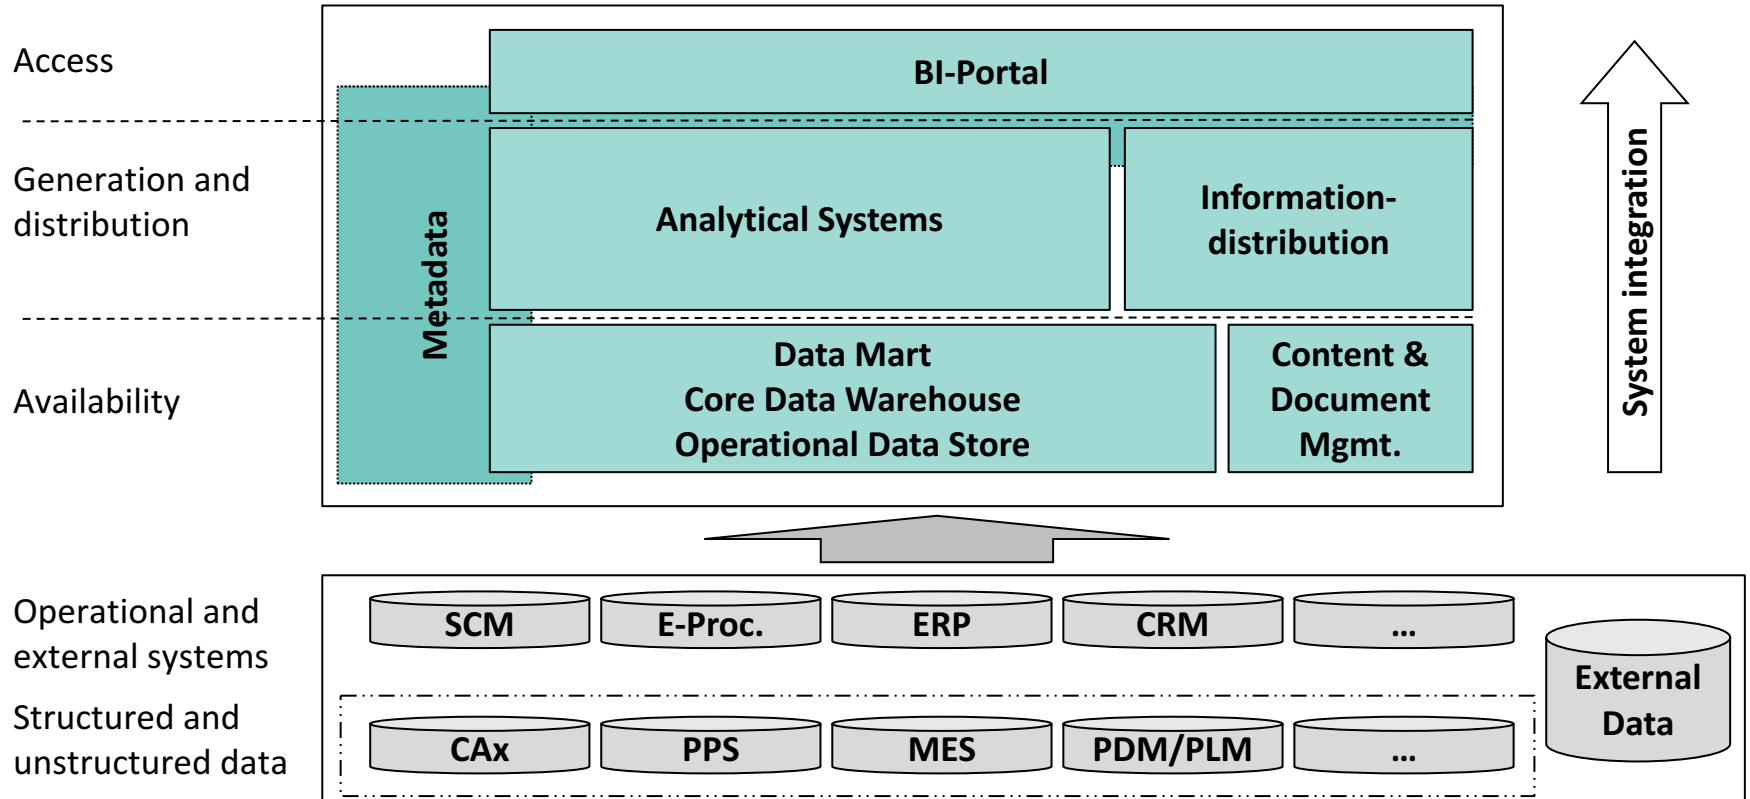 Access
BI-Portal
Generation and
distribution
Metadata
Analytical Systems
Information-
distribution
System integration
Availability
Data Mart
Core Data Warehouse
Operational Data Store
Content &
Document
Mgmt.
Operational and
external systems
SCM
E-Proc.
ERP
CRM
...
External
Data
Structured and
unstructured data
CAx
PPS
MES
PDM/PLM
...